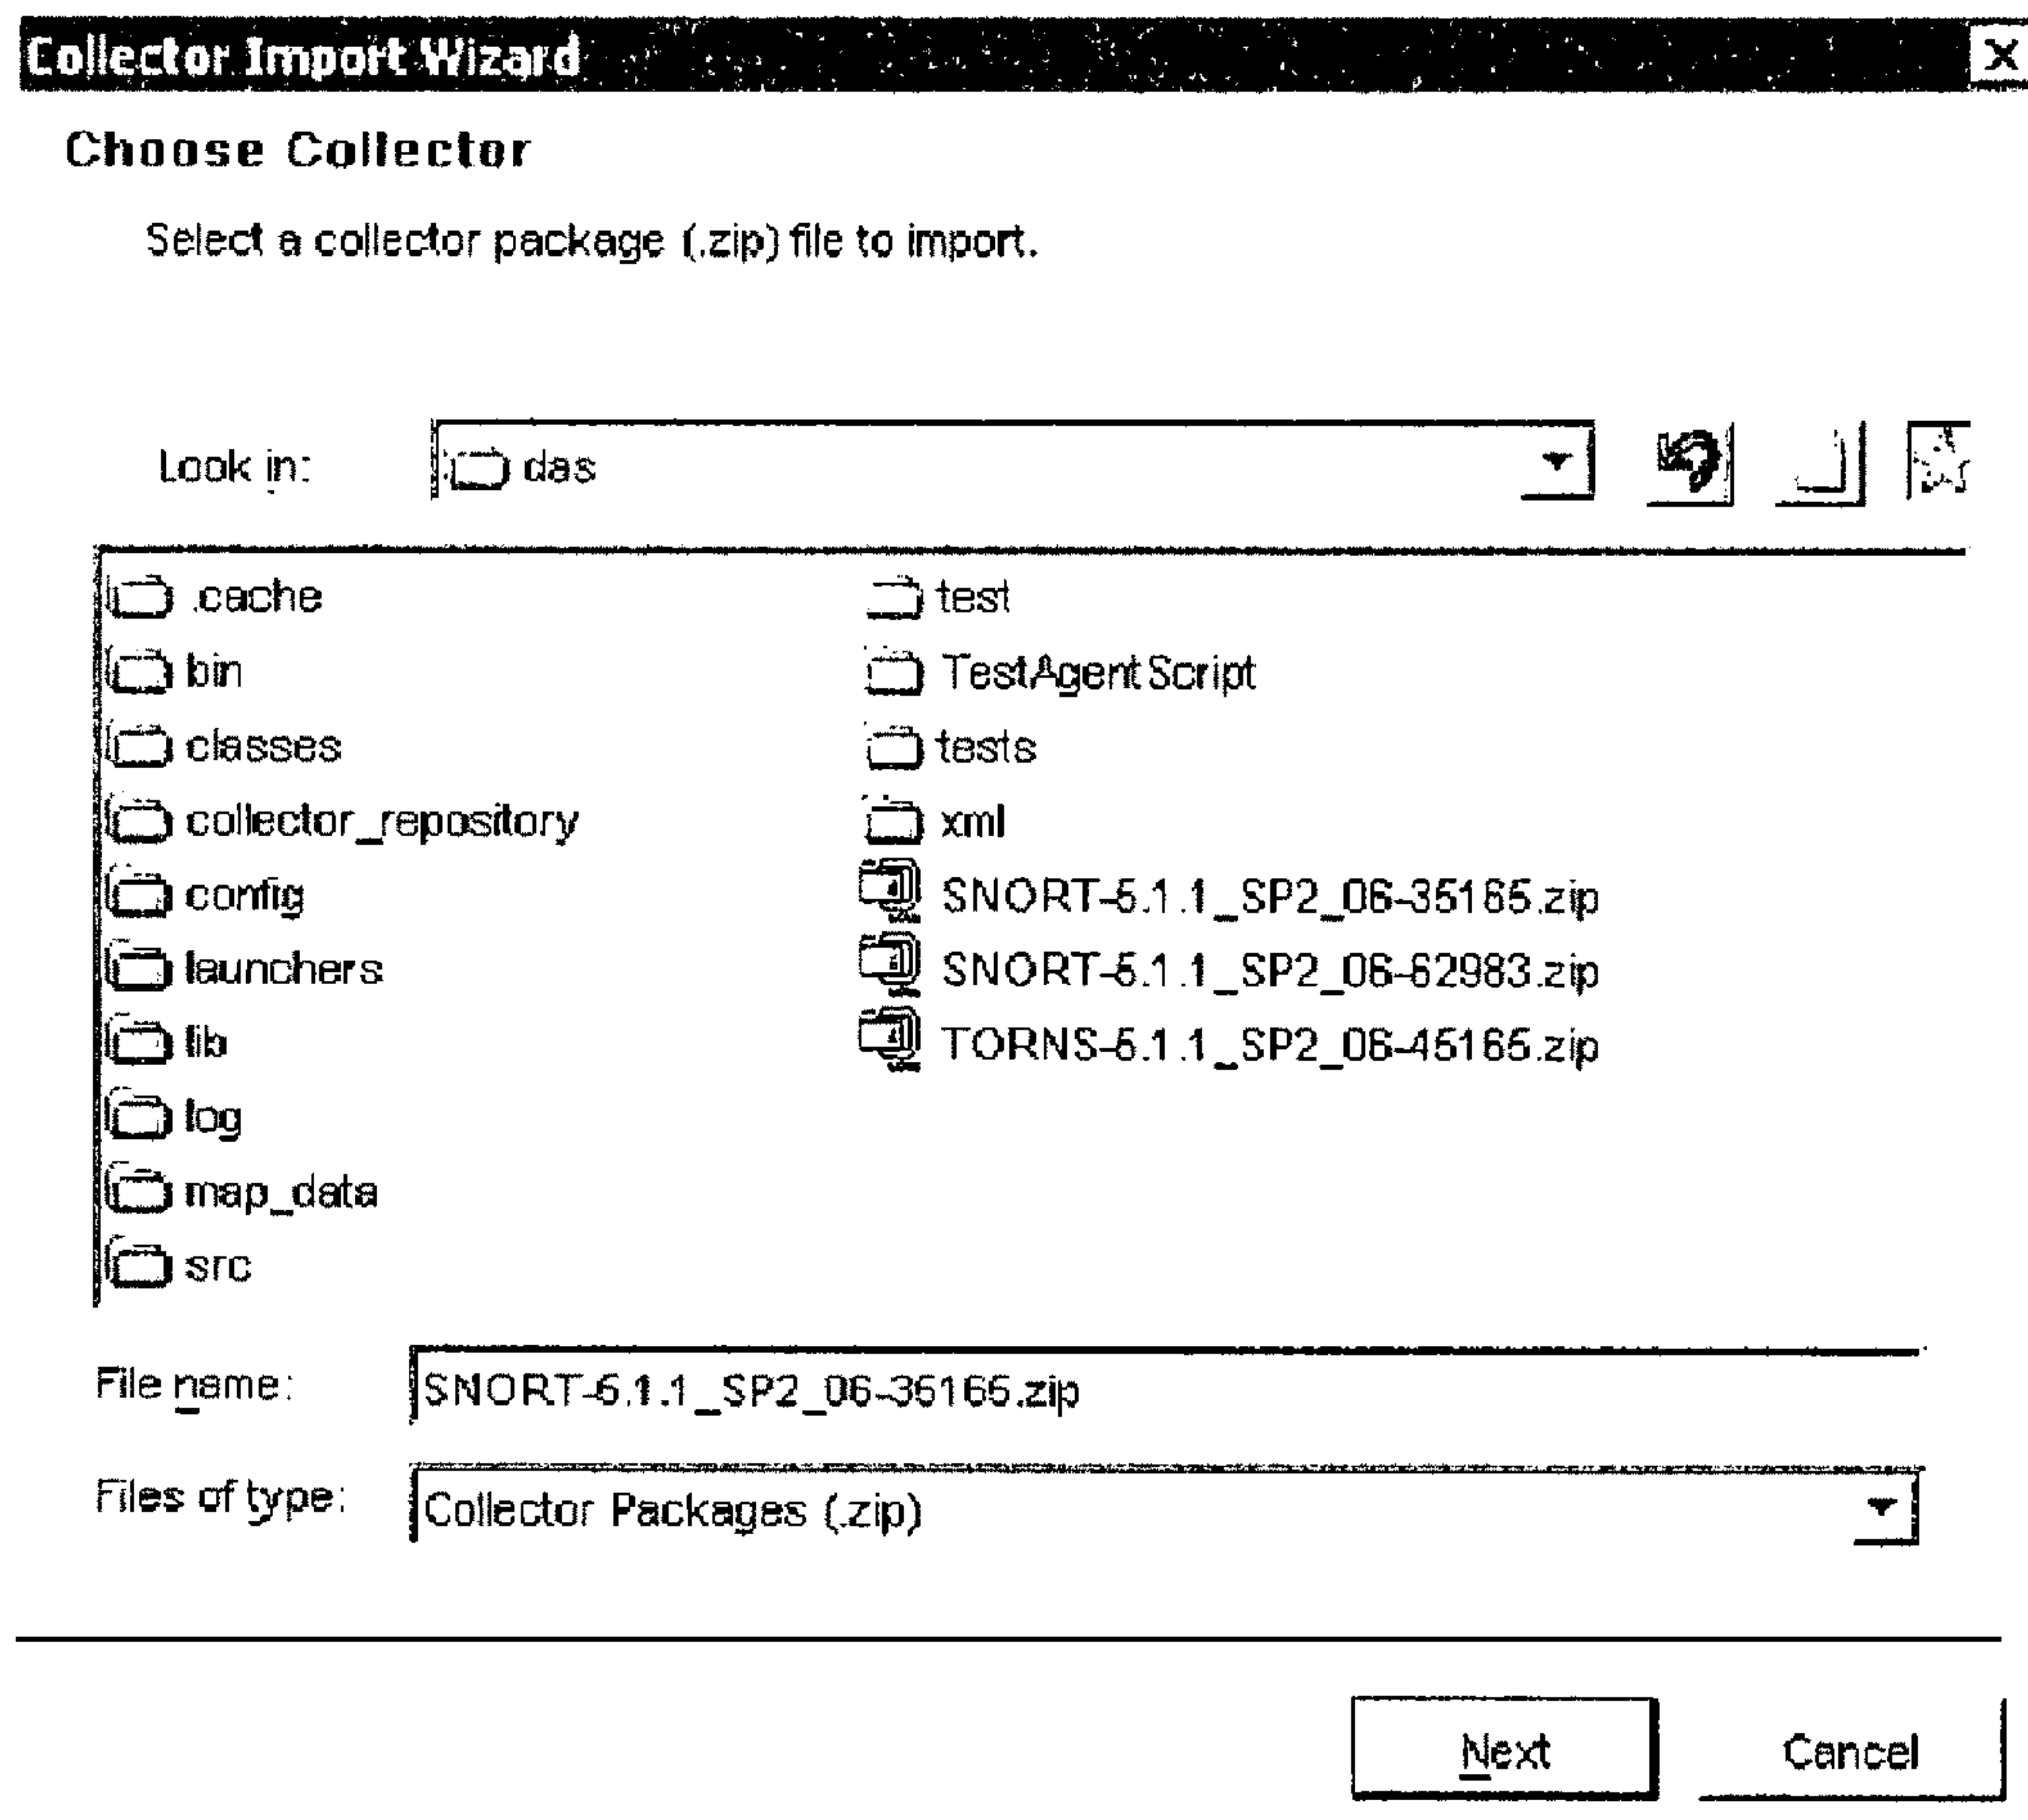 Collector Import Wizard
Choose Collector
Select a collector package (.zip) file to import.
Look in:
das
.cache
bin
classes
collector_repository
config
launchers
lib
log
map_data
src
test
TestAgentScript
tests
xml
SNORT-5.1.1_SP2_06-35165.zip
SNORT-5.1.1_SP2_06-62983.zip
TORNS-5.1.1_SP2_06-45165.zip
File name:
SNORT-5.1.1_SP2_06-35165.zip
Files of type:
Collector Packages (.zip)
Next
Cancel